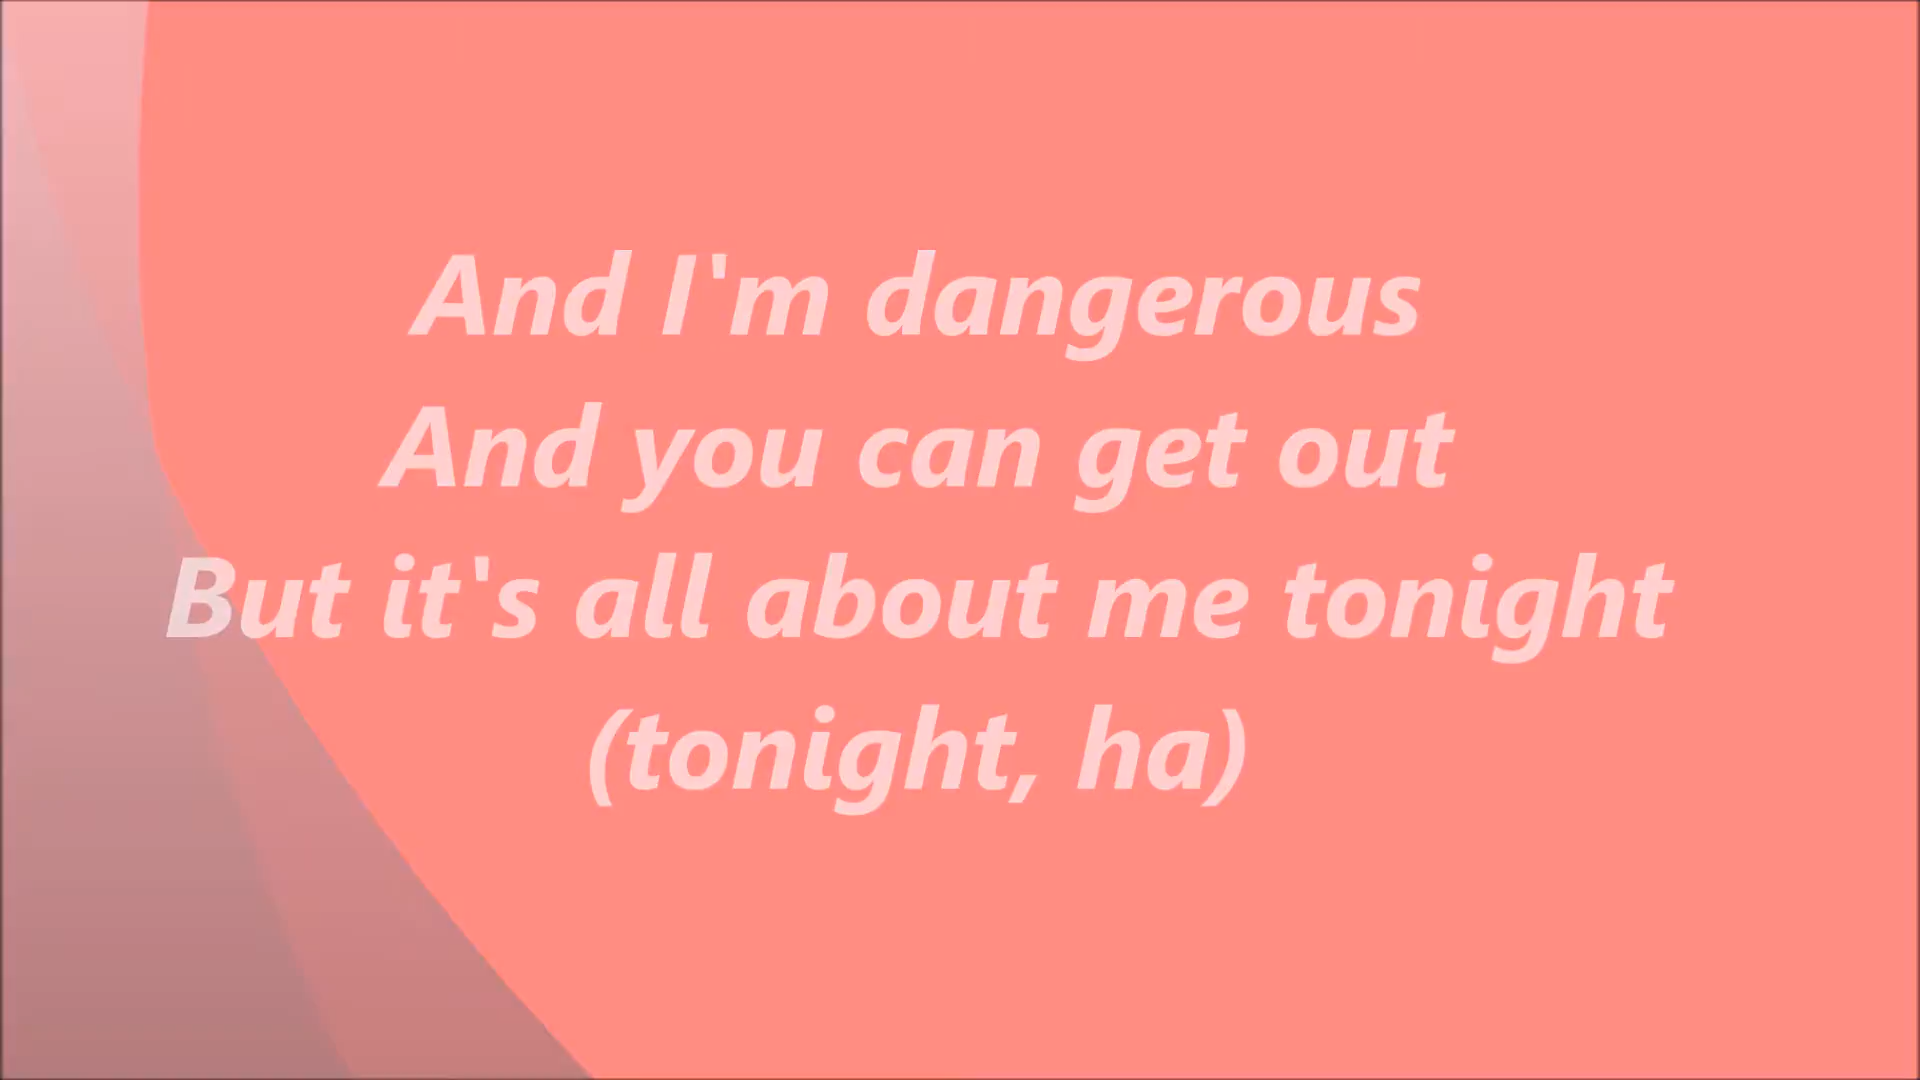 And I'm dangerous
And you can get out
But it's all about me tonight
(tonight, ha)